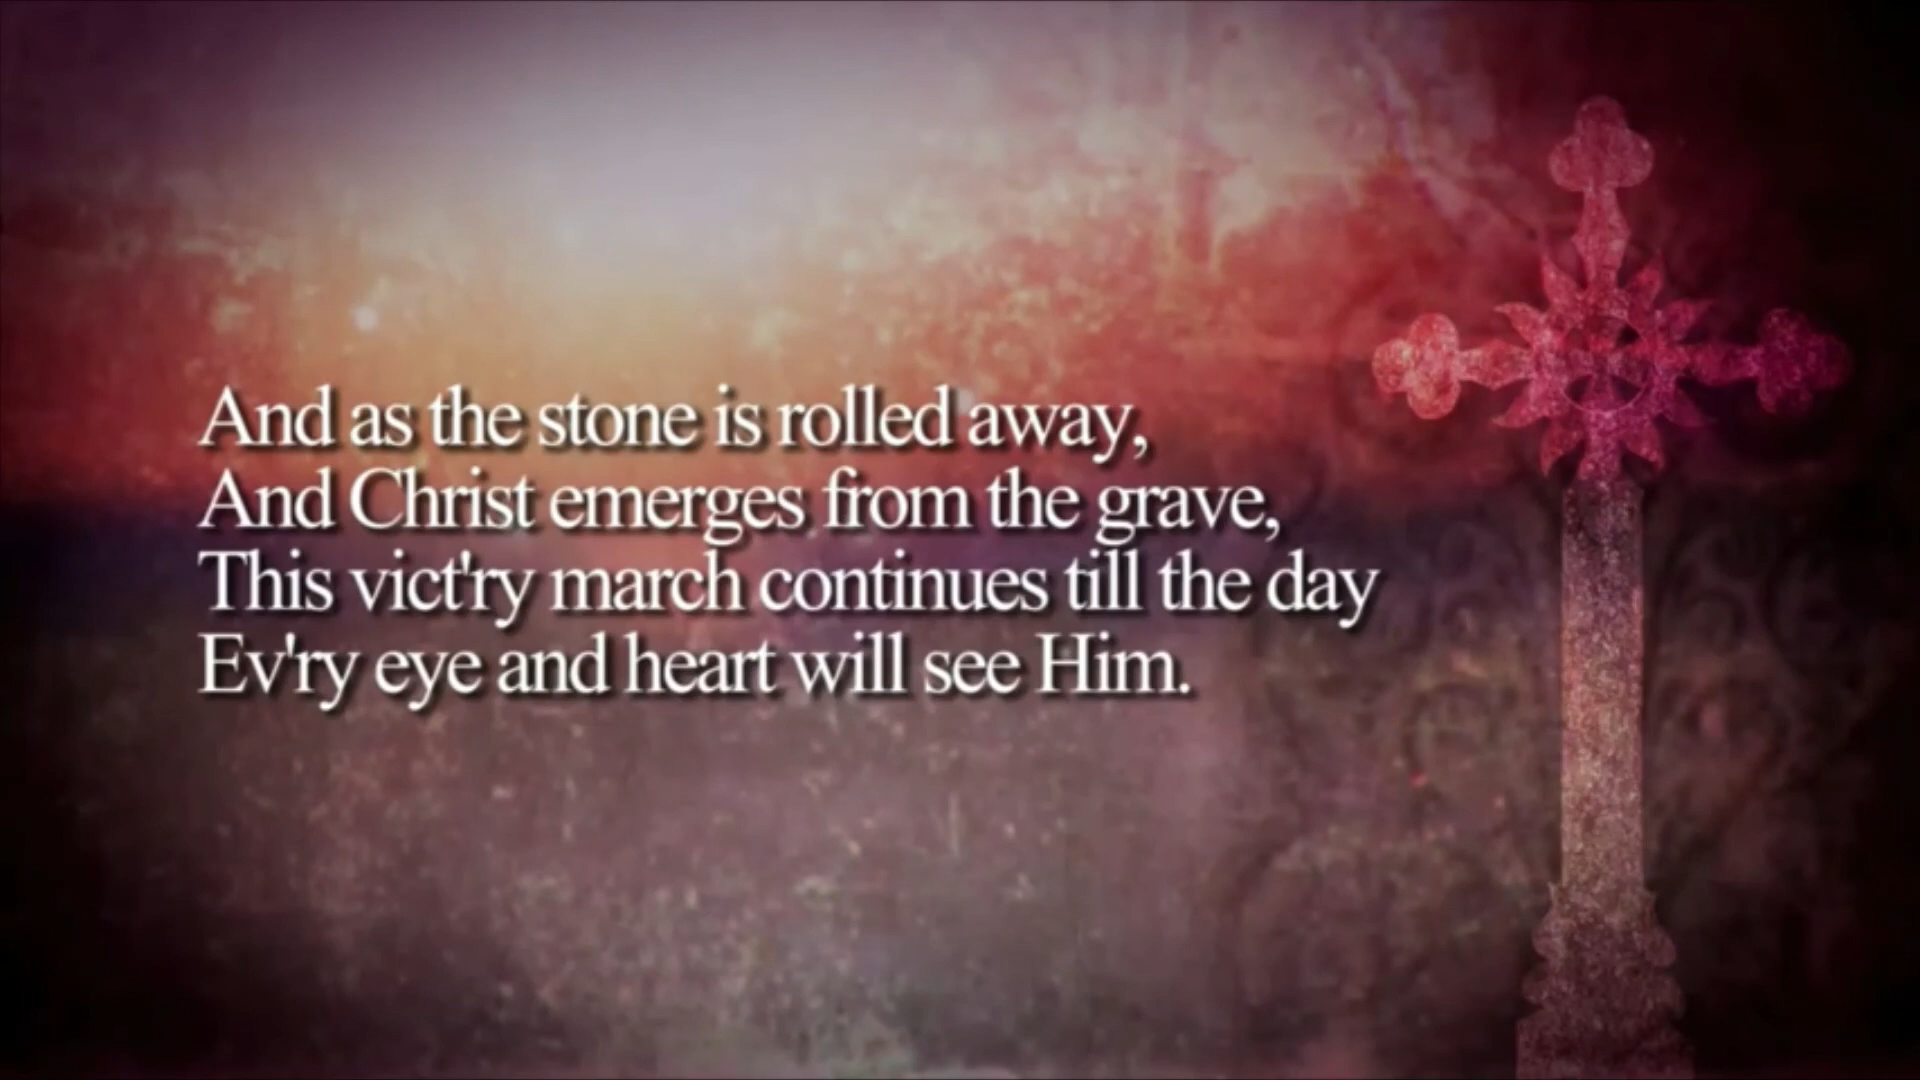 And as the stone is rolled away,
And Christ emerges from the grave,
This vict'ry march continues till the day
Ev'ry eye and heart will see Him.